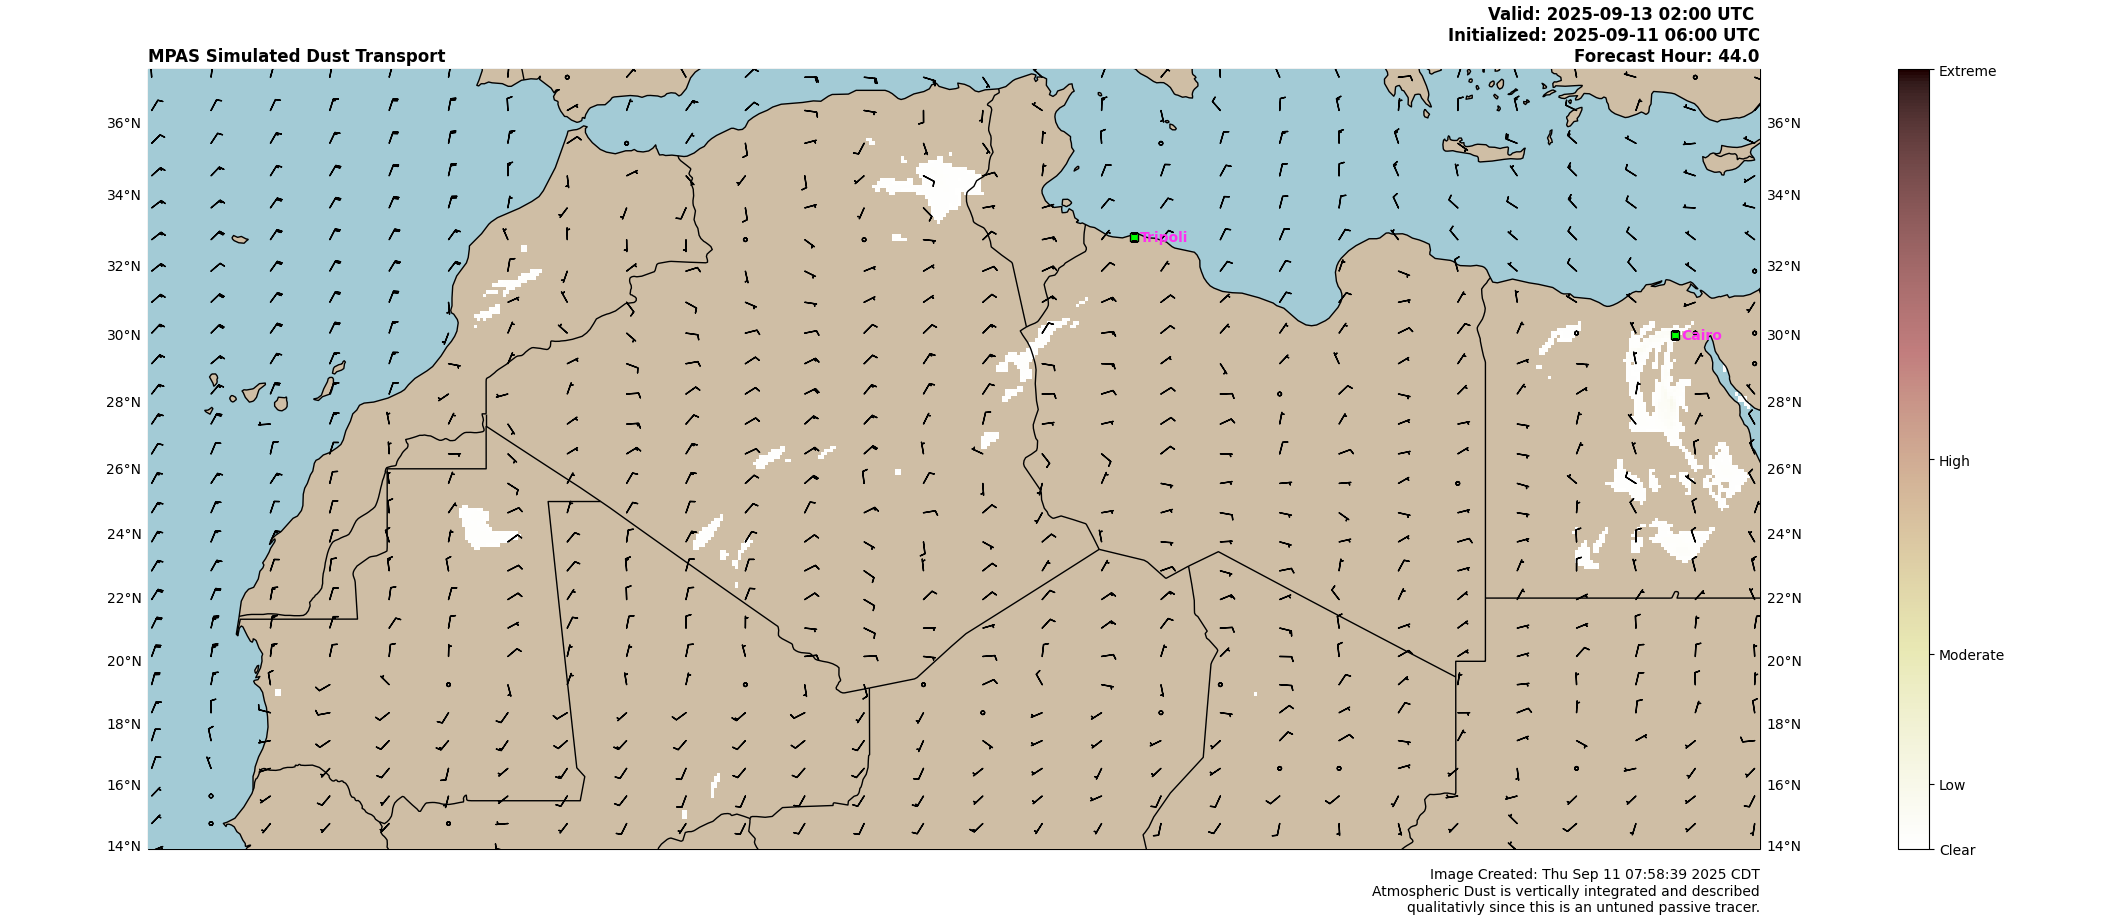 Valid: 2025-09-13 02:00 UTC
Initialized: 2025-09-11 06:00 UTC
MPAS Simulated Dust Transport
Forecast Hour: 44.0
Extreme
36°N
36°N
34°N
34°N
Tripoli
32°N
32°N
30°N
Cairo
30°N
28°N
28°N
26°N
26°N
High
24°N
24°N
22°N
22°N
20°N
20°N
Moderate
18°N
18°N
16°N
16°N
Low
14°N
14°N
Clear
Image Created: Thu Sep 11 07:58:39 2025 CDT
Atmospheric Dust is vertically integrated and described
qualitativly since this is an untuned passive tracer.